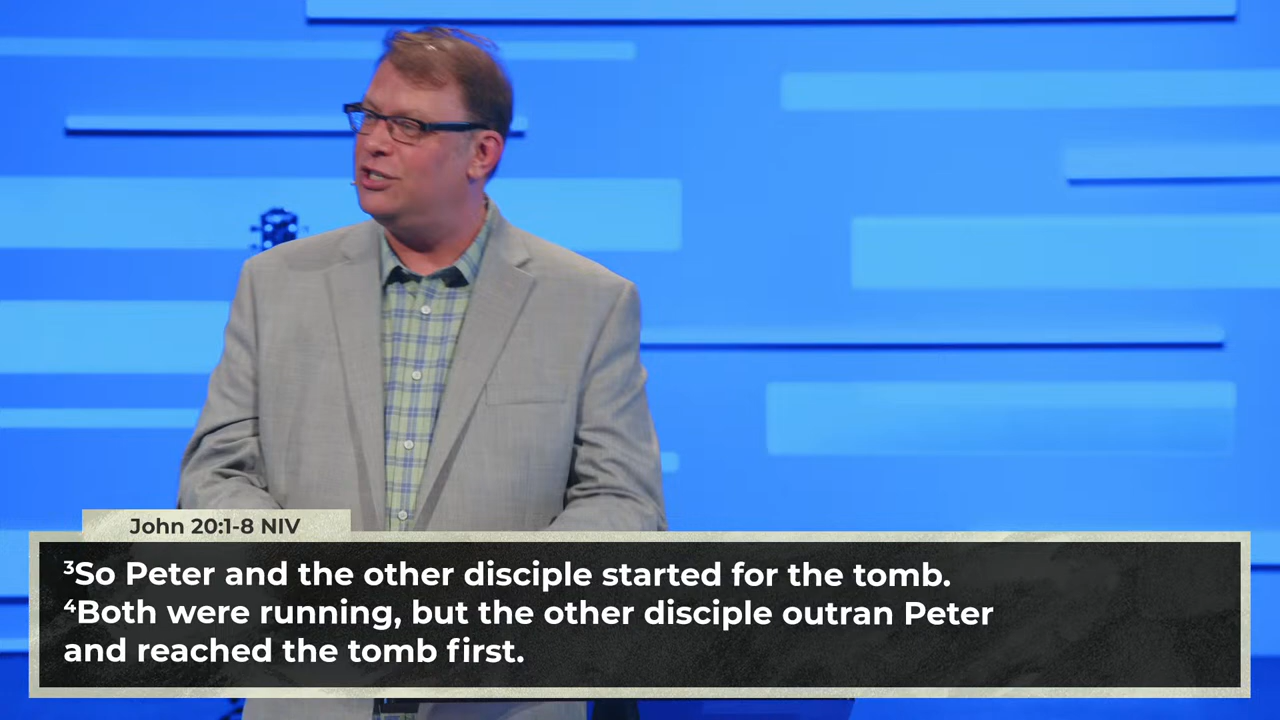 John 20:1-8 NIV
³So Peter and the other disciple started for the tomb.
⁴Both were running, but the other disciple outran Peter
and reached the tomb first.